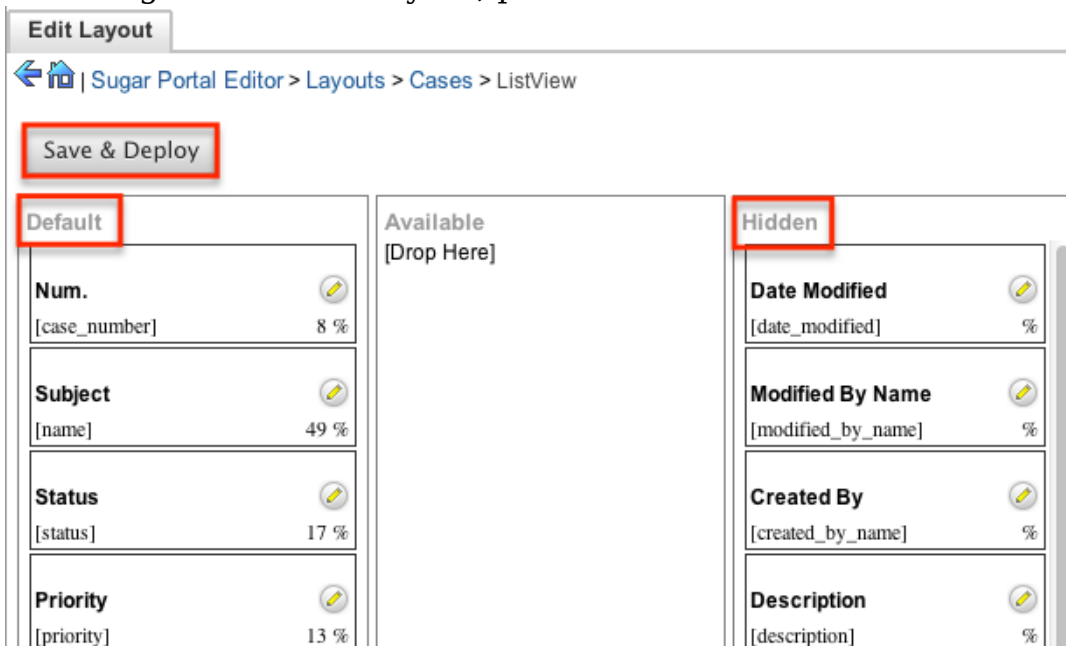 Edit Layout
| Sugar Portal Editor > Layouts > Cases > ListView
Save & Deploy
Default
Num.
[case_number] 8 %
Subject
[name] 49 %
Status
[status] 17 %
Priority
[priority] 13 %
Available
[Drop Here]
Hidden
Date Modified
[date_modified] %
Modified By Name
[modified_by_name] %
Created By
[created_by_name] %
Description
[description] %